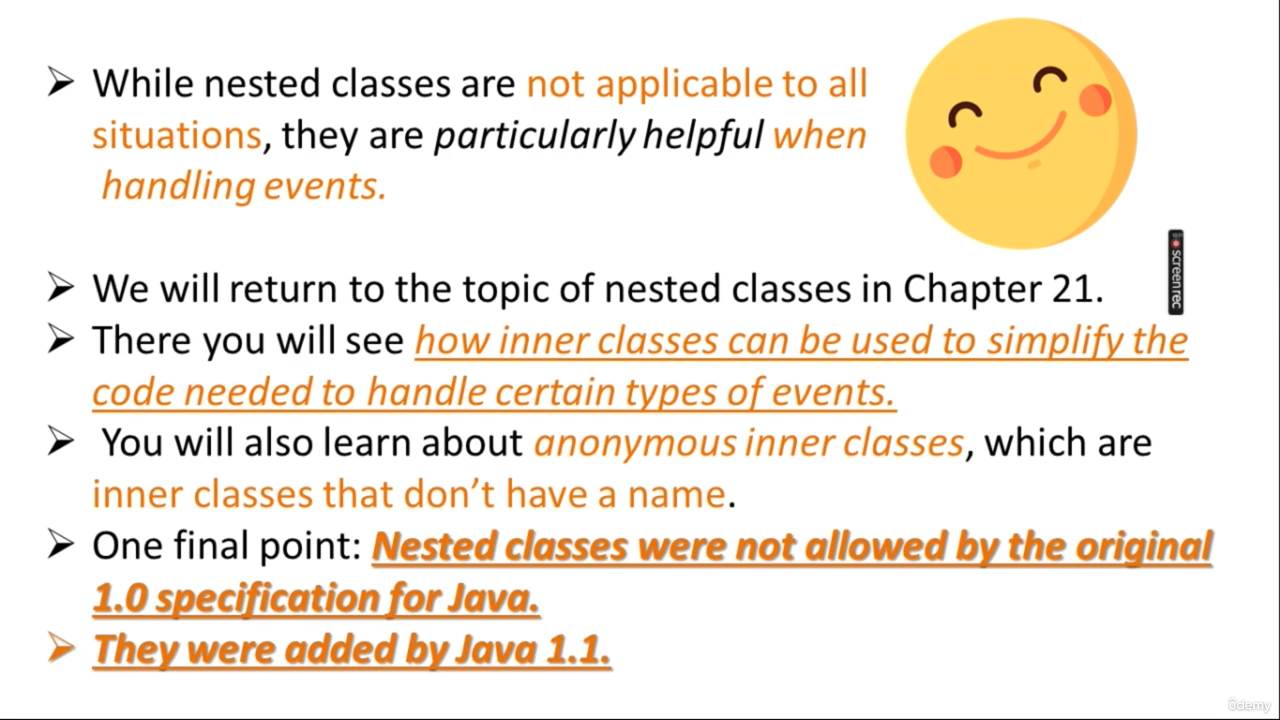 ➢ While nested classes are not applicable to all
situations, they are particularly helpful when
handling events.
➢ We will return to the topic of nested classes in Chapter 21.
➢ There you will see how inner classes can be used to simplify the
code needed to handle certain types of events.
➢ You will also learn about anonymous inner classes, which are
inner classes that don’t have a name.
➢ One final point: Nested classes were not allowed by the original
1.0 specification for Java.
➢ They were added by Java 1.1.
screenrec
ûdemy